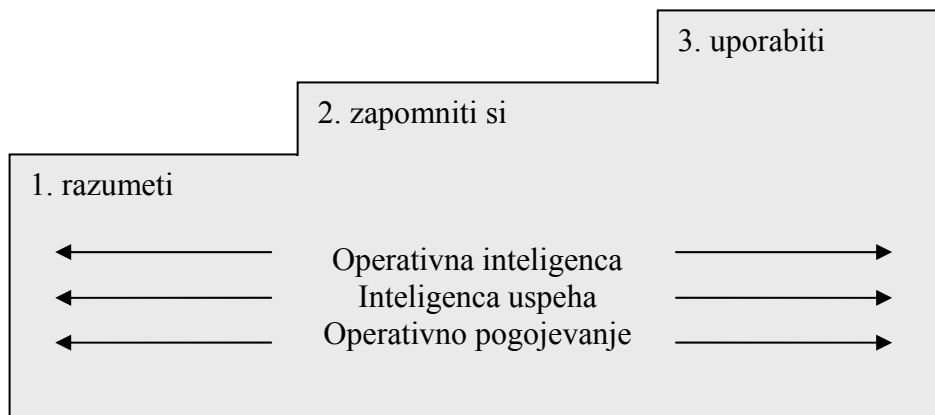 3. uporabiti
2. zapomniti si
1. razumeti
Operativna inteligenca
Inteligenca uspeha
Operativno pogojevanje